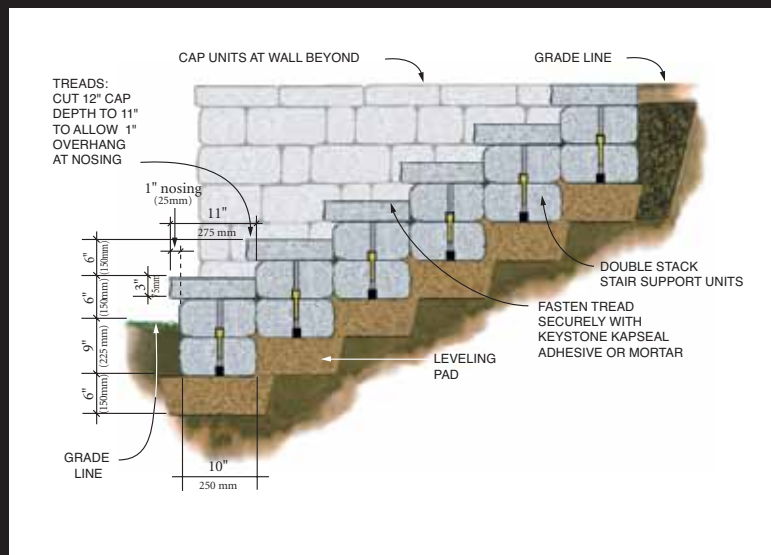 CAP UNITS AT WALL BEYOND
GRADE LINE
TREADS:
CUT 12" CAP
DEPTH TO 11"
TO ALLOW 1"
OVERHANG
AT NOSING
1" nosing
(25mm)
11"
275 mm
6"
(150mm)
3"
75mm
6"
(150mm)
9"
(225 mm)
6"
(150mm)
DOUBLE STACK
STAIR SUPPORT UNITS
FASTEN TREAD
SECURELY WITH
KEYSTONE KAPSEAL
ADHESIVE OR MORTAR
LEVELING
PAD
GRADE
LINE
10"
250 mm